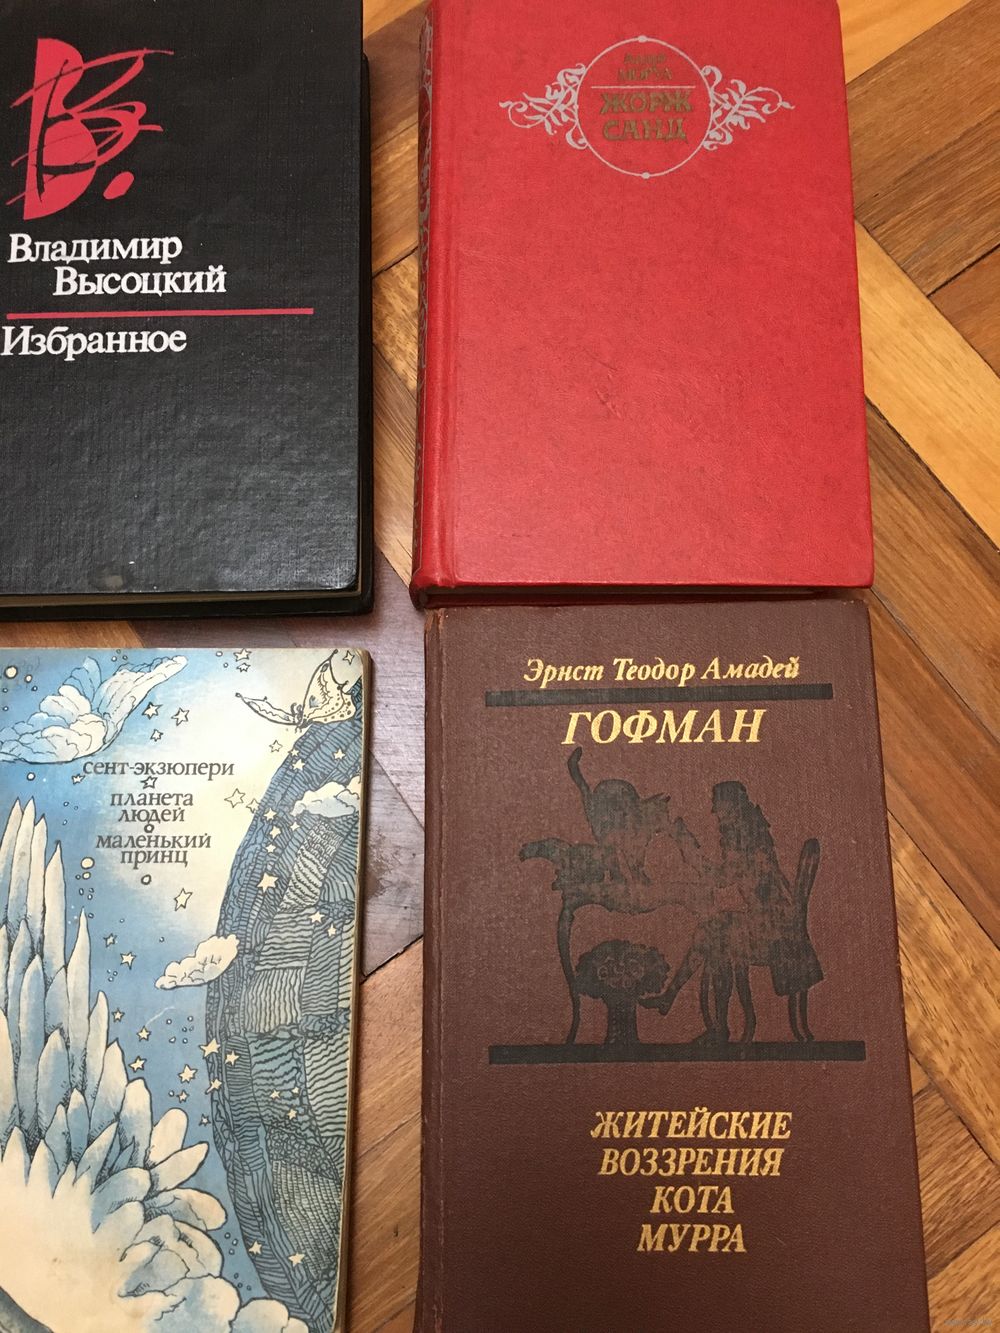 В.
Владимир
Высоцкий
Избранное
МОРУА
ЖОРЖ
САНД
сент-экзюпери
планета
людей
маленький
принц
Эрнст Теодор Амадей
ГОФМАН
ЖИТЕЙСКИЕ
ВОЗЗРЕНИЯ
КОТА
МУРРА